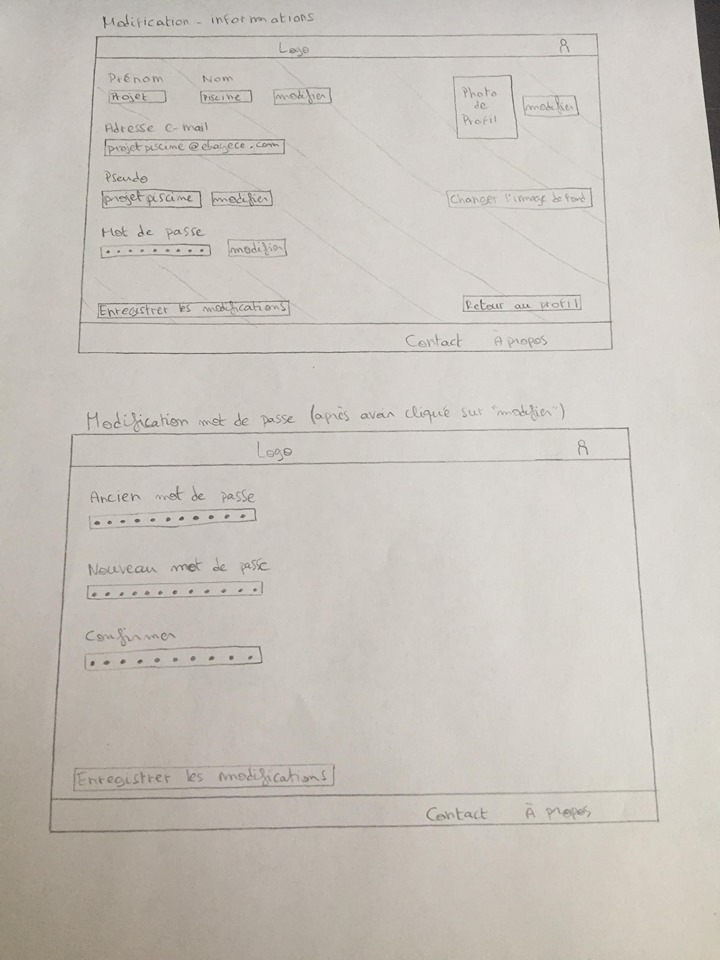 Modification - informations
Logo
Prénom Nom
Projet Piscine modifier
Photo de Profil modifier
Adresse e-mail
projetpiscine@ebayece.com
Pseudo
projetpiscine modifier
Changer l'image de fond
Mot de passe
modifier
Enregistrer les modifications Retour au profil
Contact À propos
Modification mot de passe (après avoir cliqué sur "modifier")
Logo
Ancien mot de passe
Nouveau mot de passe
Confirmer
Enregistrer les modifications
Contact À propos